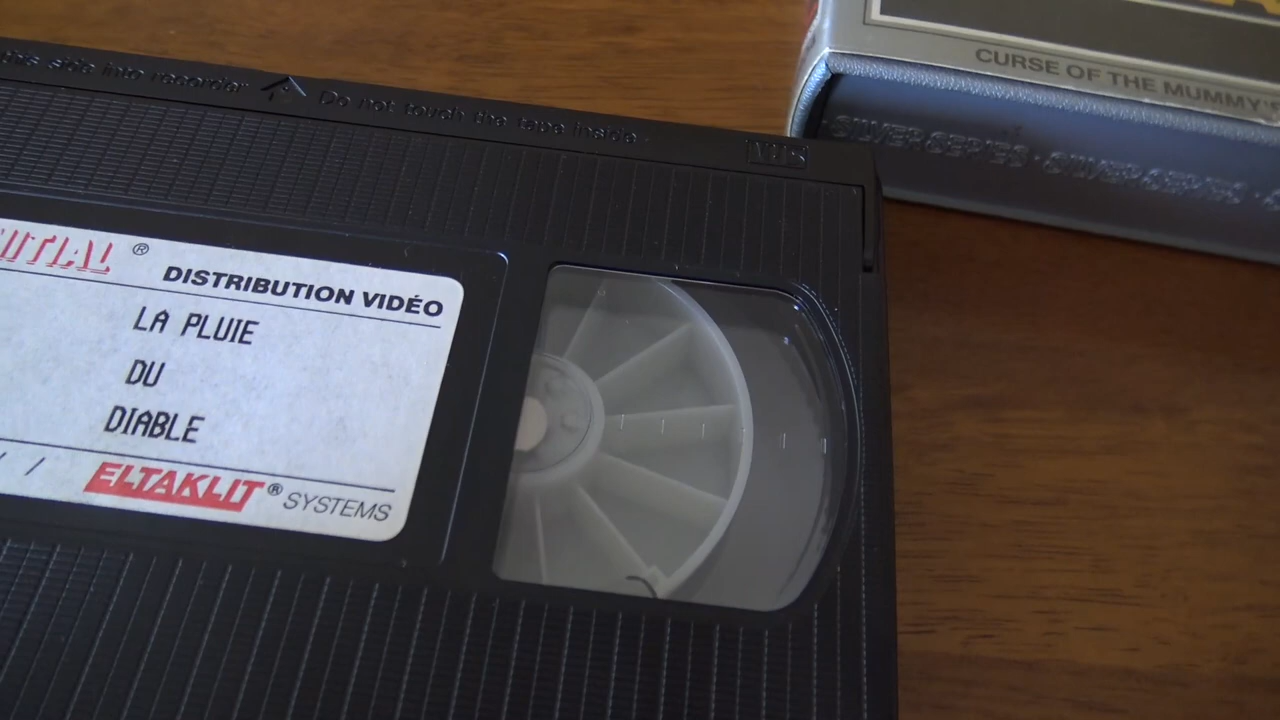 this side into recorder Do not touch the tape inside
VHS
CURSE OF THE MUMMY'S
SILVER SERIES · SILVER SERIES ·
®
DISTRIBUTION VIDÉO
LA PLUIE
DU
DIABLE
/ /
ELTAKLIT® SYSTEMS